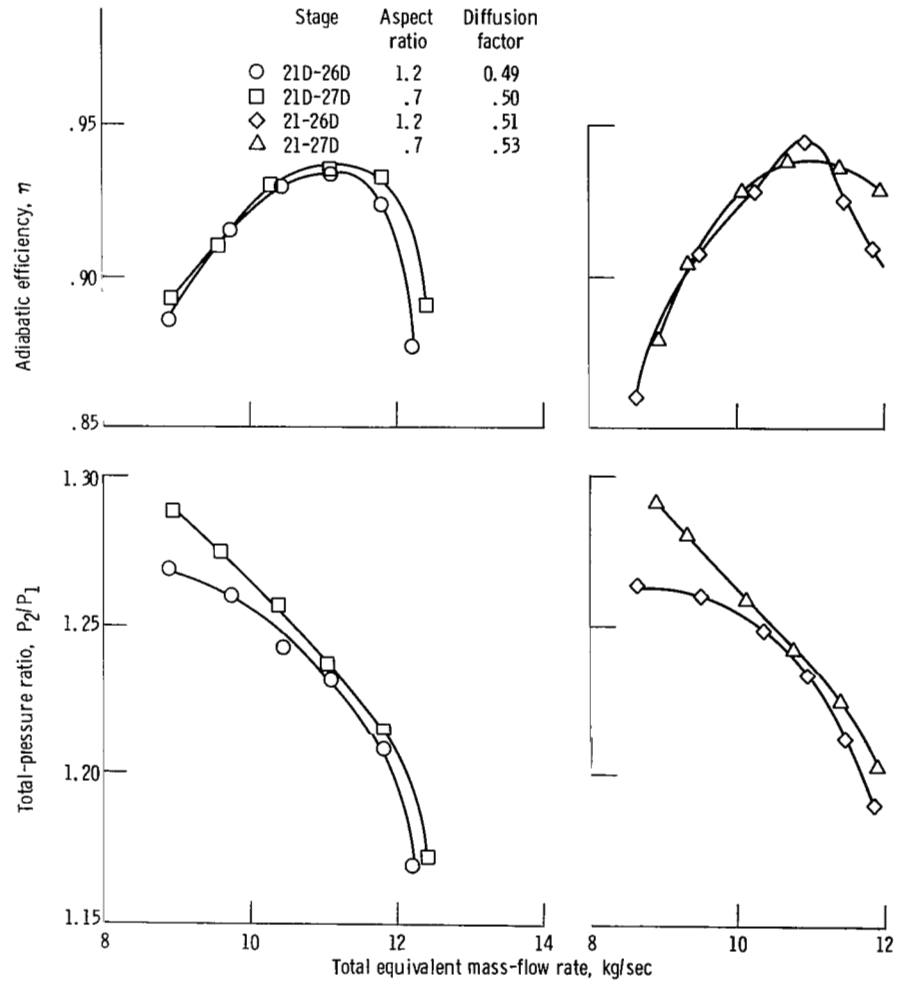 Stage Aspect ratio Diffusion factor
21D-26D 1.2 0.49
21D-27D .7 .50
21-26D 1.2 .51
21-27D .7 .53
Adiabatic efficiency, η
.95
.90
.85
Total-pressure ratio, P2/P1
1.30
1.25
1.20
1.15
8 10 12 14 8 10 12
Total equivalent mass-flow rate, kg/sec